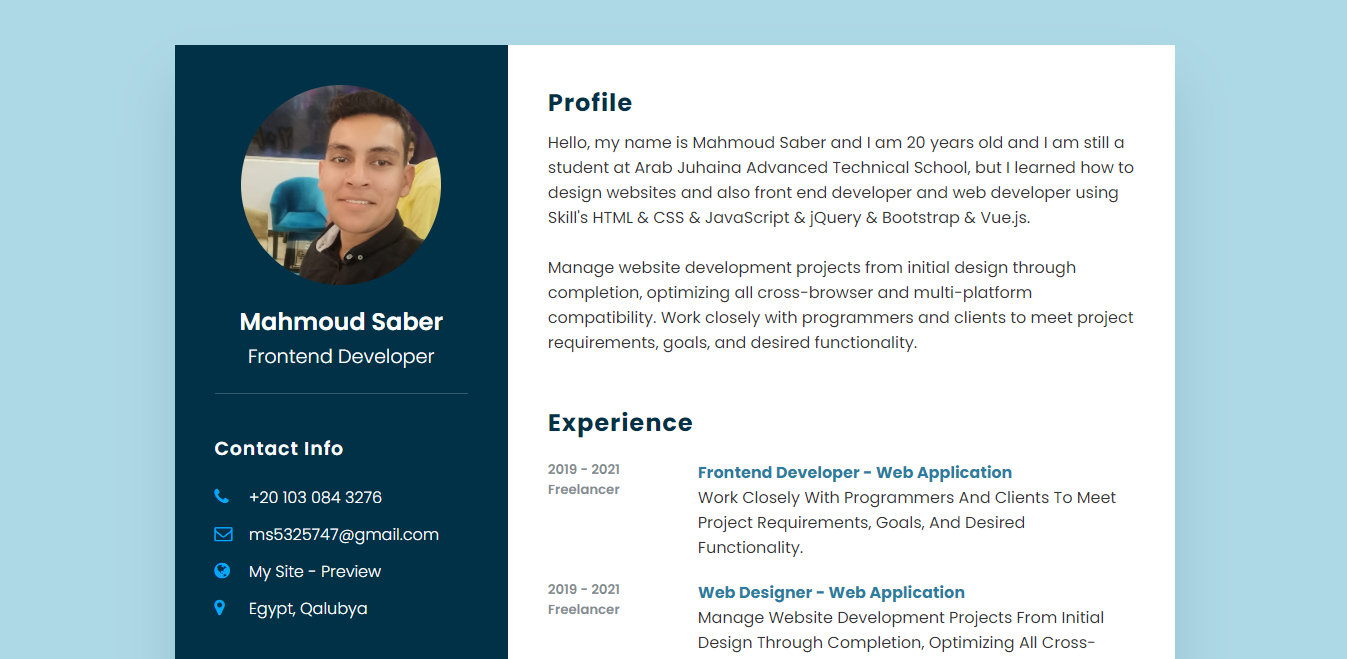 Mahmoud Saber
Frontend Developer
Contact Info
+20 103 084 3276
ms5325747@gmail.com
My Site - Preview
Egypt, Qalubya
Profile
Hello, my name is Mahmoud Saber and I am 20 years old and I am still a
student at Arab Juhaina Advanced Technical School, but I learned how to
design websites and also front end developer and web developer using
Skill's HTML & CSS & JavaScript & jQuery & Bootstrap & Vue.js.
Manage website development projects from initial design through
completion, optimizing all cross-browser and multi-platform
compatibility. Work closely with programmers and clients to meet project
requirements, goals, and desired functionality.
Experience
2019 - 2021
Freelancer
Frontend Developer - Web Application
Work Closely With Programmers And Clients To Meet
Project Requirements, Goals, And Desired
Functionality.
2019 - 2021
Freelancer
Web Designer - Web Application
Manage Website Development Projects From Initial
Design Through Completion, Optimizing All Cross-